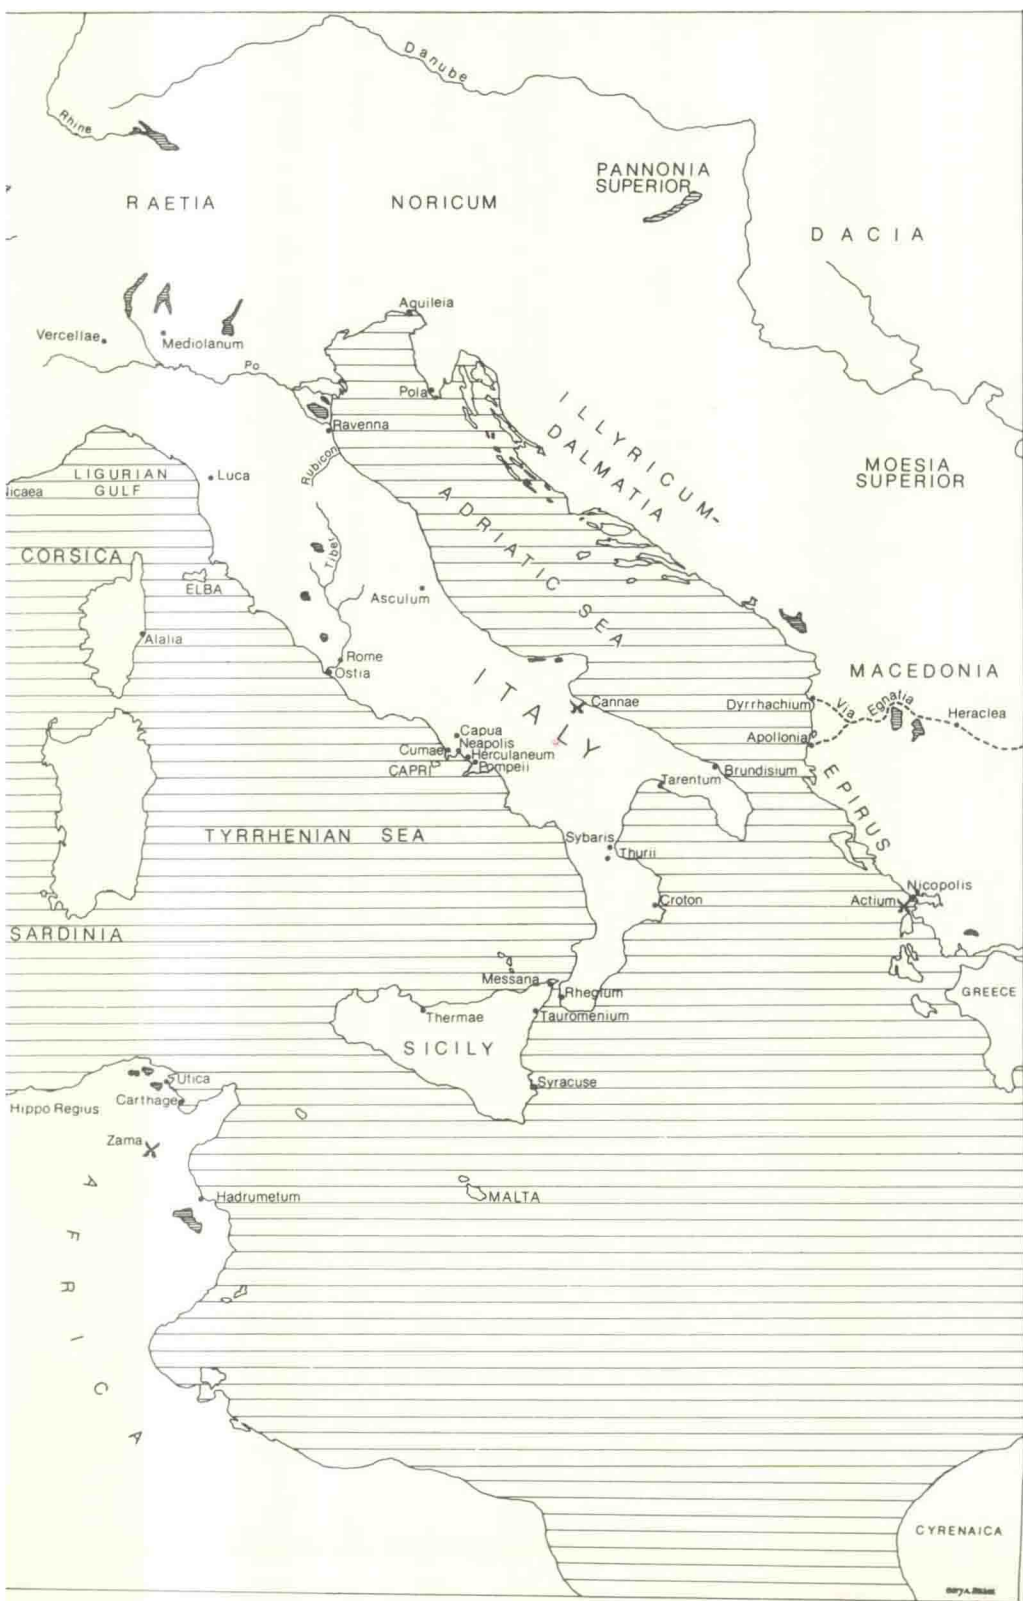 Danube
Rhine
PANNONIA
SUPERIOR
RAETIA
NORICUM
DACIA
Aquileia
Vercellae
Mediolanum
Po
Pola
Ravenna
ILLYRICUM-
DALMATIA
MOESIA
SUPERIOR
LIGURIAN
GULF
Luca
Rubicon
Nicaea
ADRIATIC SEA
CORSICA
Tiber
ELBA
Asculum
Alalia
Rome
Ostia
ITALY
MACEDONIA
Cannae
Dyrrhachium
Via Egnatia
Heraclea
Capua
Neapolis
Cumae
Herculaneum
Pompeii
CAPRI
Apollonia
Brundisium
Tarentum
EPIRUS
TYRRHENIAN SEA
Sybaris
Thurii
Nicopolis
Actium
Croton
SARDINIA
Messana
Rhegium
GREECE
Thermae
Tauromenium
SICILY
Utica
Syracuse
Carthage
Hippo Regius
Zama
MALTA
Hadrumetum
AFRICA
CYRENAICA